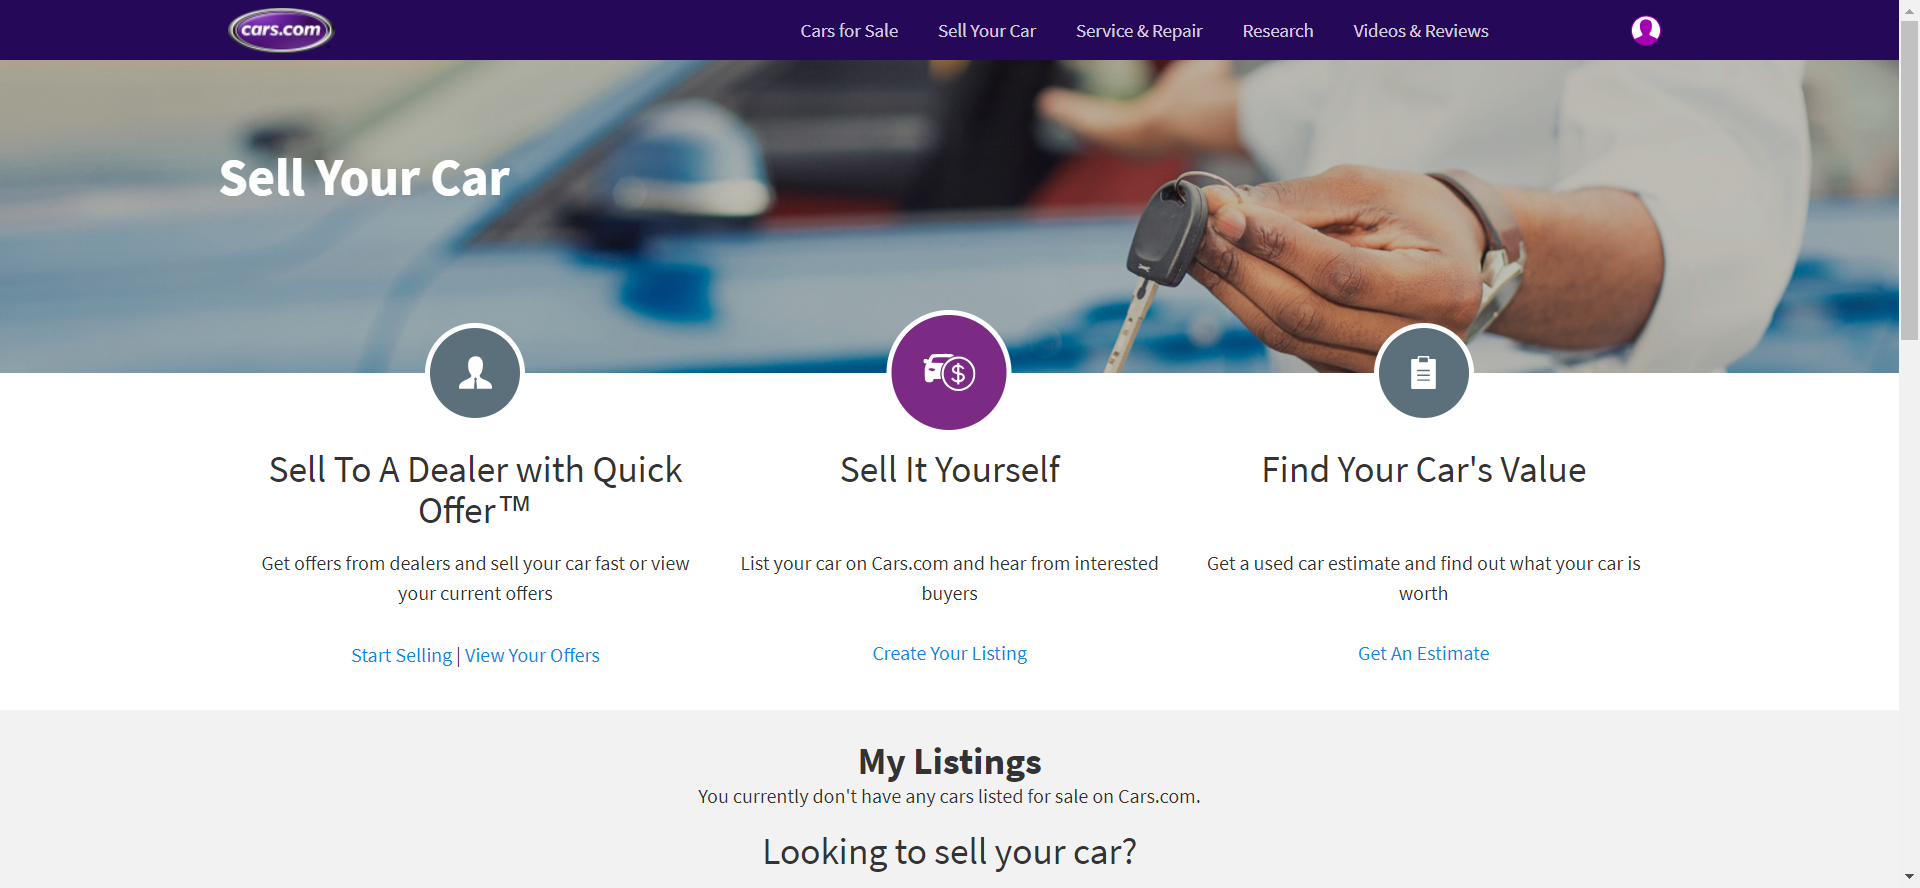 cars.com
Cars for Sale
Sell Your Car
Service & Repair
Research
Videos & Reviews
Sell Your Car
Sell To A Dealer with Quick
Offer™
Get offers from dealers and sell your car fast or view
your current offers
Start Selling | View Your Offers
Sell It Yourself
List your car on Cars.com and hear from interested
buyers
Create Your Listing
Find Your Car's Value
Get a used car estimate and find out what your car is
worth
Get An Estimate
My Listings
You currently don't have any cars listed for sale on Cars.com.
Looking to sell your car?